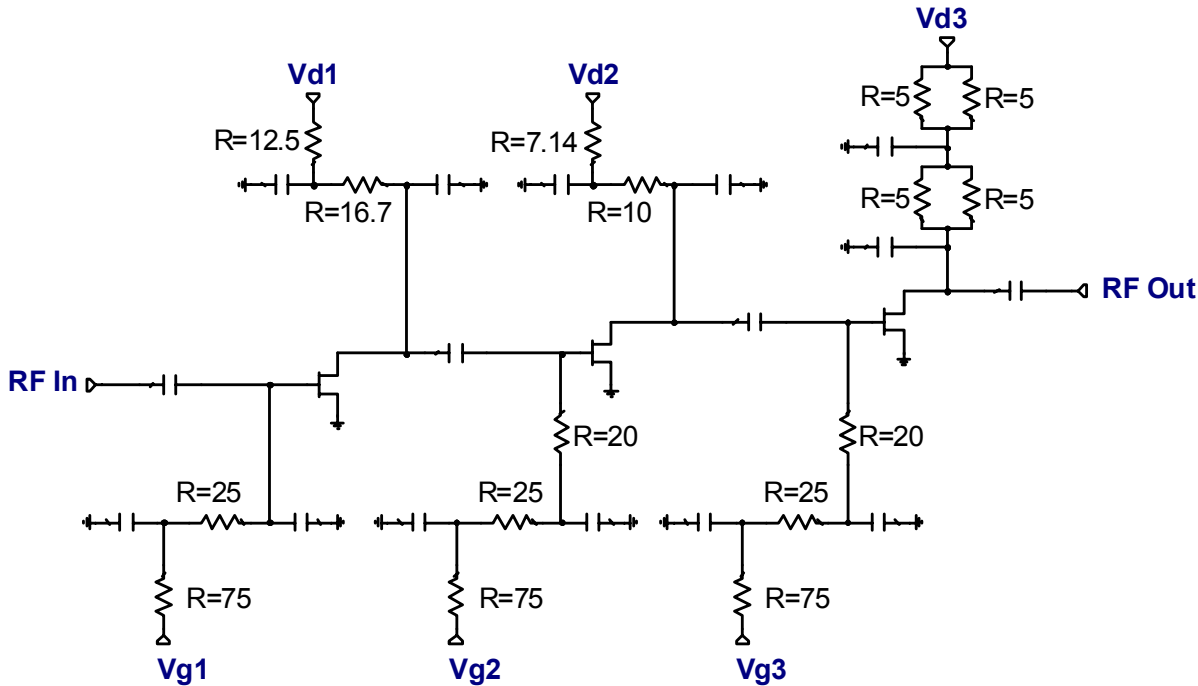 Vd3
Vd1
Vd2
R=5
R=5
R=12.5
R=7.14
R=16.7
R=10
R=5
R=5
RF Out
RF In
R=20
R=20
R=25
R=25
R=25
R=75
R=75
R=75
Vg1
Vg2
Vg3